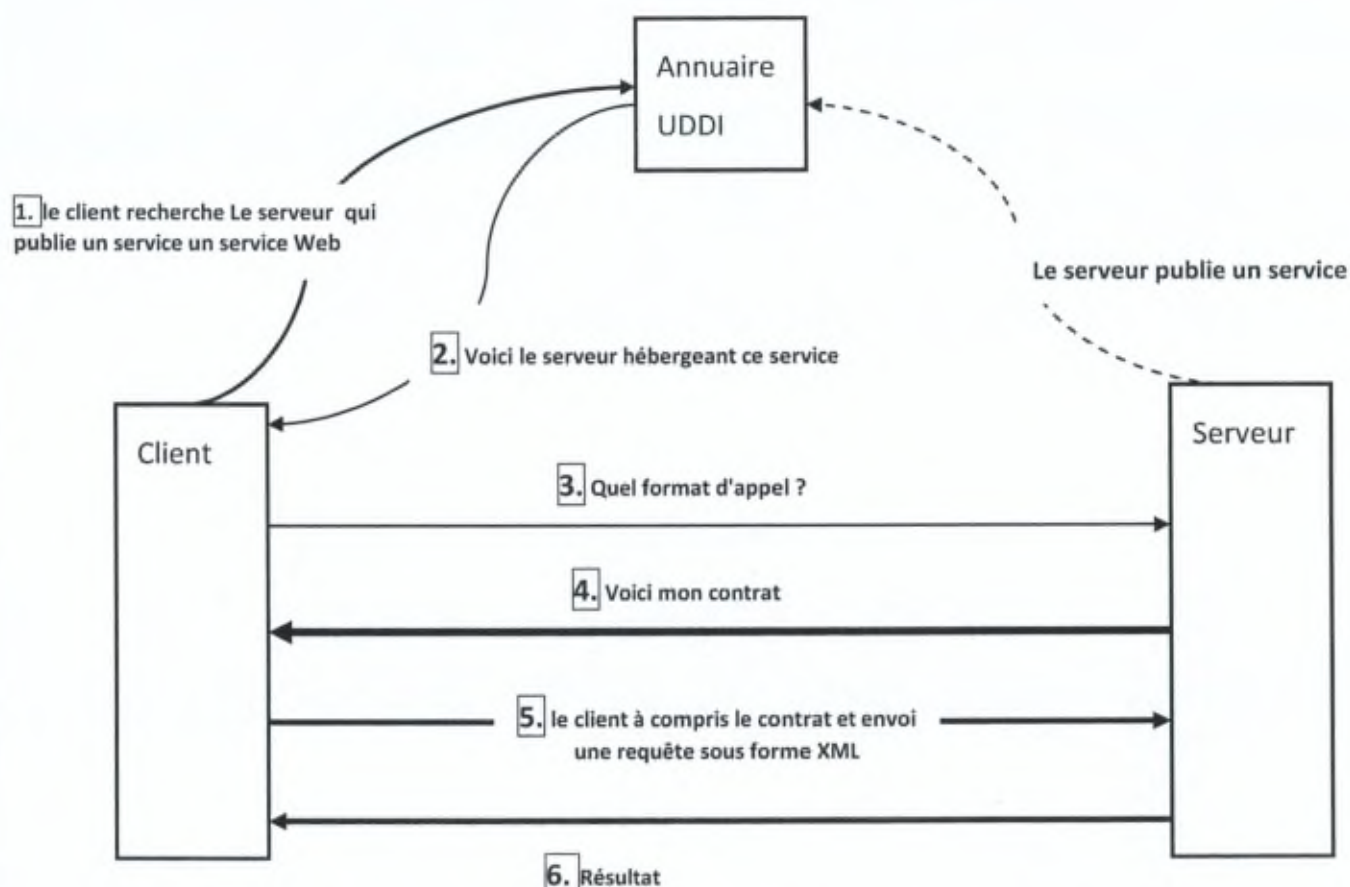 Annuaire
UDDI
1. le client recherche Le serveur qui
publie un service un service Web
Le serveur publie un service
2. Voici le serveur hébergeant ce service
Client
Serveur
3. Quel format d'appel ?
4. Voici mon contrat
5. le client à compris le contrat et envoi
une requête sous forme XML
6. Résultat